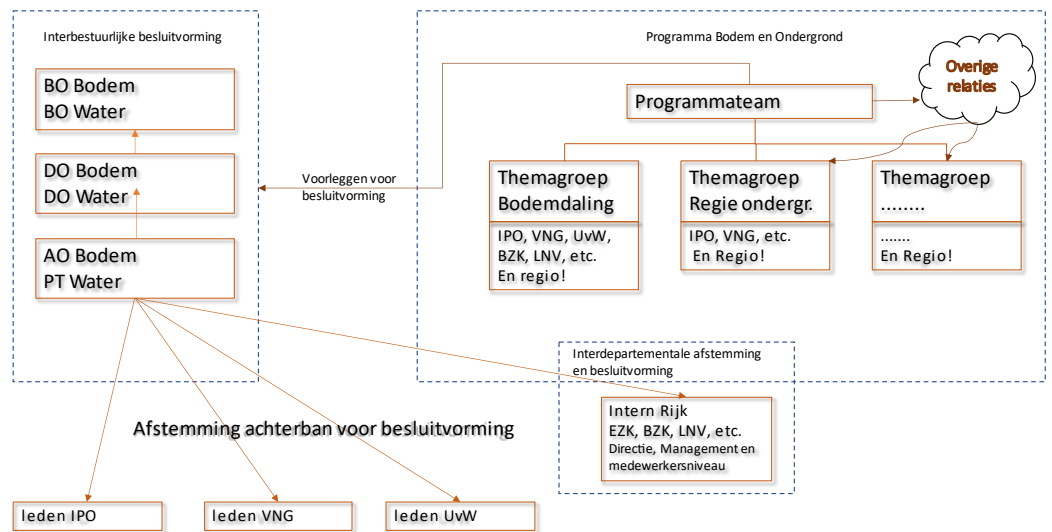 Interbestuurlijke besluitvorming
BO Bodem
BO Water
DO Bodem
DO Water
AO Bodem
PT Water
Voorleggen voor
besluitvorming
Programma Bodem en Ondergrond
Programmateam
Overige
relaties
Themagroep
Bodemdaling
IPO, VNG, UvW,
BZK, LNV, etc.
En regio!
Themagroep
Regie ondergr.
IPO, VNG, etc.
En Regio!
Themagroep
........
.......
En Regio!
Interdepartementale afstemming
en besluitvorming
Intern Rijk
EZK, BZK, LNV, etc.
Directie, Management en
medewerkersniveau
Afstemming achterban voor besluitvorming
leden IPO
leden VNG
leden UvW